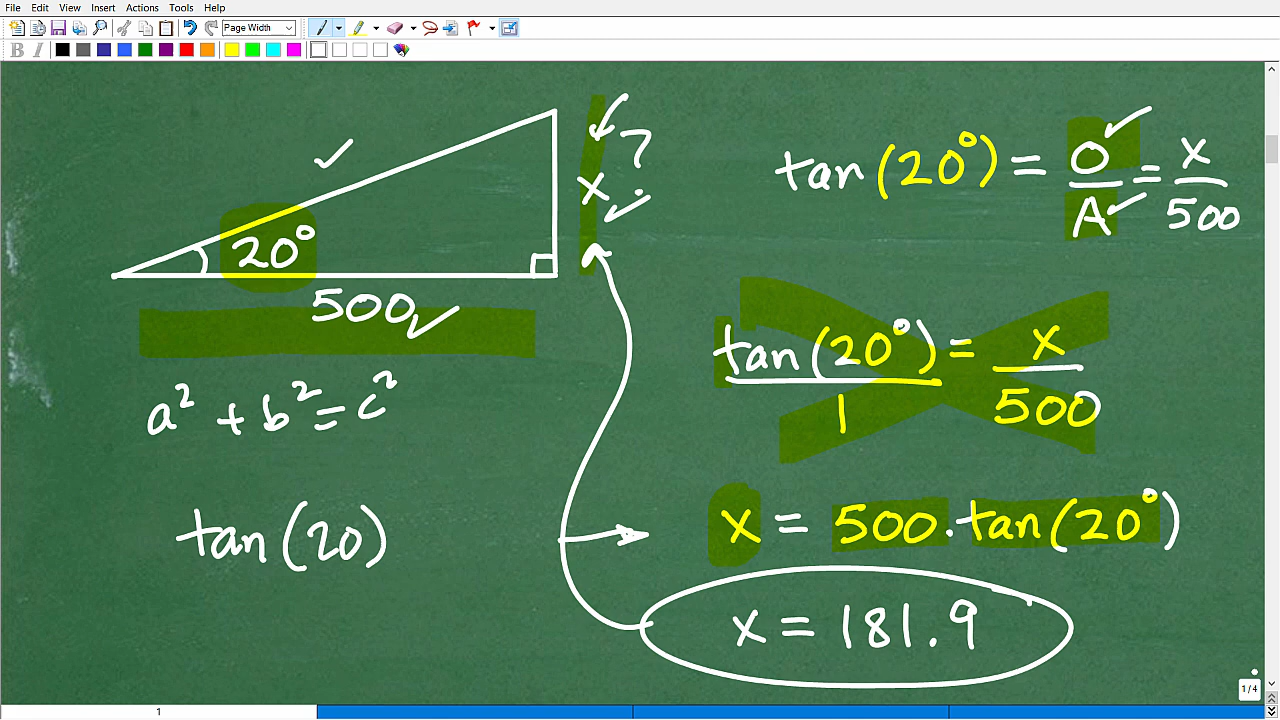 File Edit View Insert Actions Tools Help
Page Width
B I
20°
500
x
?
a² + b² = c²
tan(20)
tan(20°) = O/A = x/500
tan(20°)/1 = x/500
x = 500 · tan(20°)
x = 181.9
1/4
1